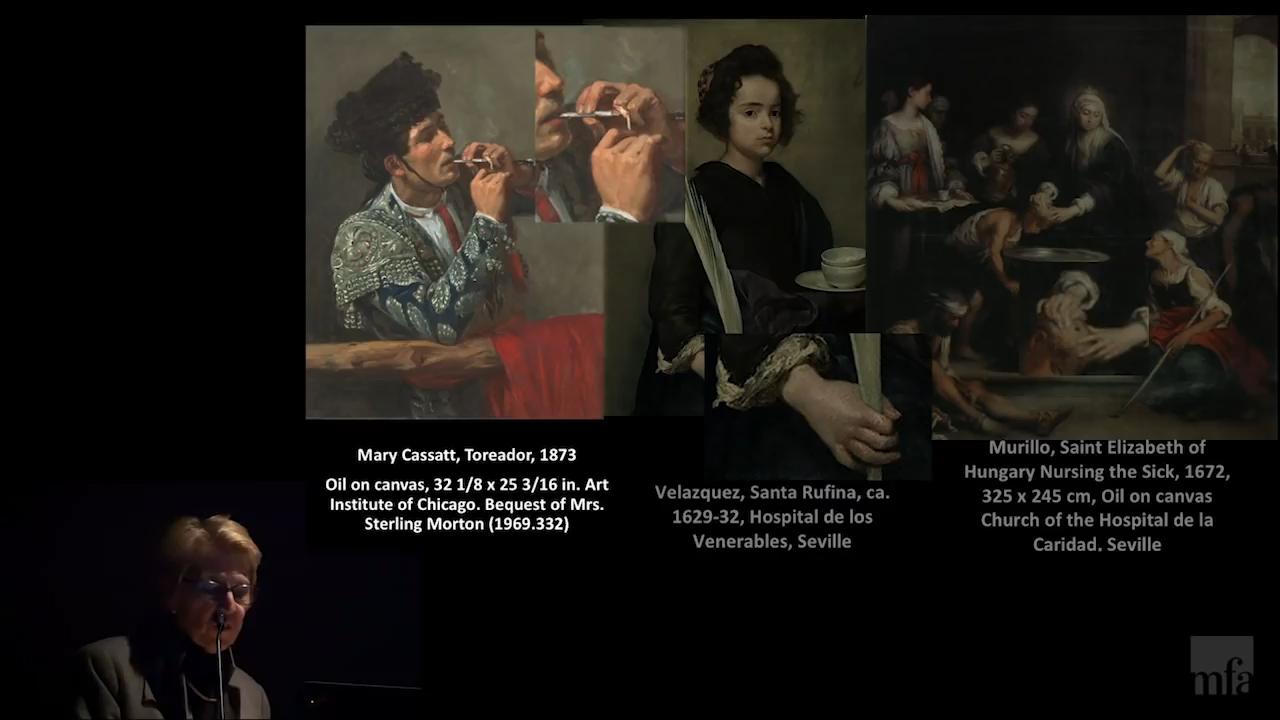 Mary Cassatt, Toreador, 1873
Oil on canvas, 32 1/8 x 25 3/16 in. Art
Institute of Chicago. Bequest of Mrs.
Sterling Morton (1969.332)
Velazquez, Santa Rufina, ca.
1629-32, Hospital de los
Venerables, Seville
Murillo, Saint Elizabeth of
Hungary Nursing the Sick, 1672,
325 x 245 cm, Oil on canvas
Church of the Hospital de la
Caridad. Seville
mfa